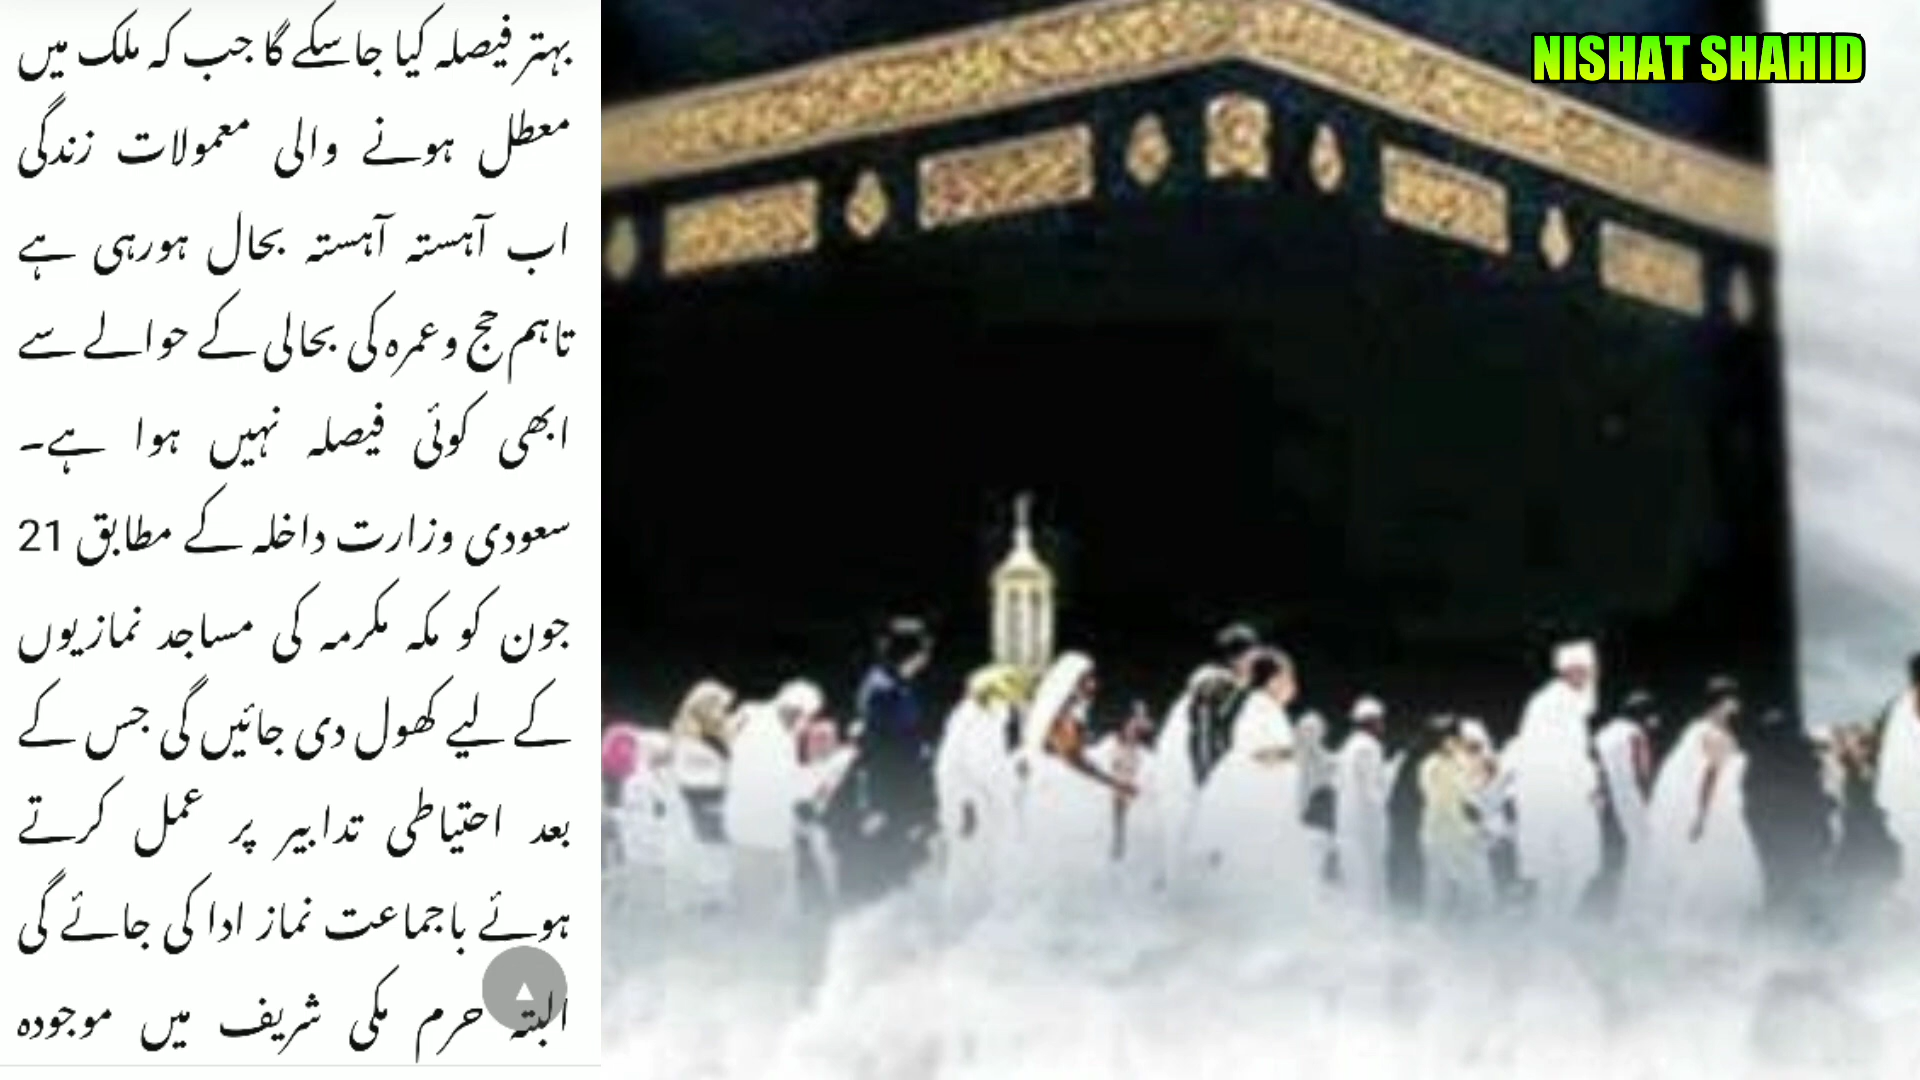 بہتر فیصلہ کیا جاسکے گا جب کہ ملک میں
معطل ہونے والی معمولات زندگی
اب آہستہ آہستہ بحال ہورہی ہے
تاہم حج و عمرہ کی بحالی کے حوالے سے
ابھی کوئی فیصلہ نہیں ہوا ہے۔
سعودی وزارت داخلہ کے مطابق 21
جون کو مکہ مکرمہ کی مساجد نمازیوں
کے لیے کھول دی جائیں گی جس کے
بعد احتیاطی تدابیر پر عمل کرتے
ہوئے باجماعت نماز ادا کی جائے گی
البتہ حرم مکی شریف میں موجودہ
NISHAT SHAHID